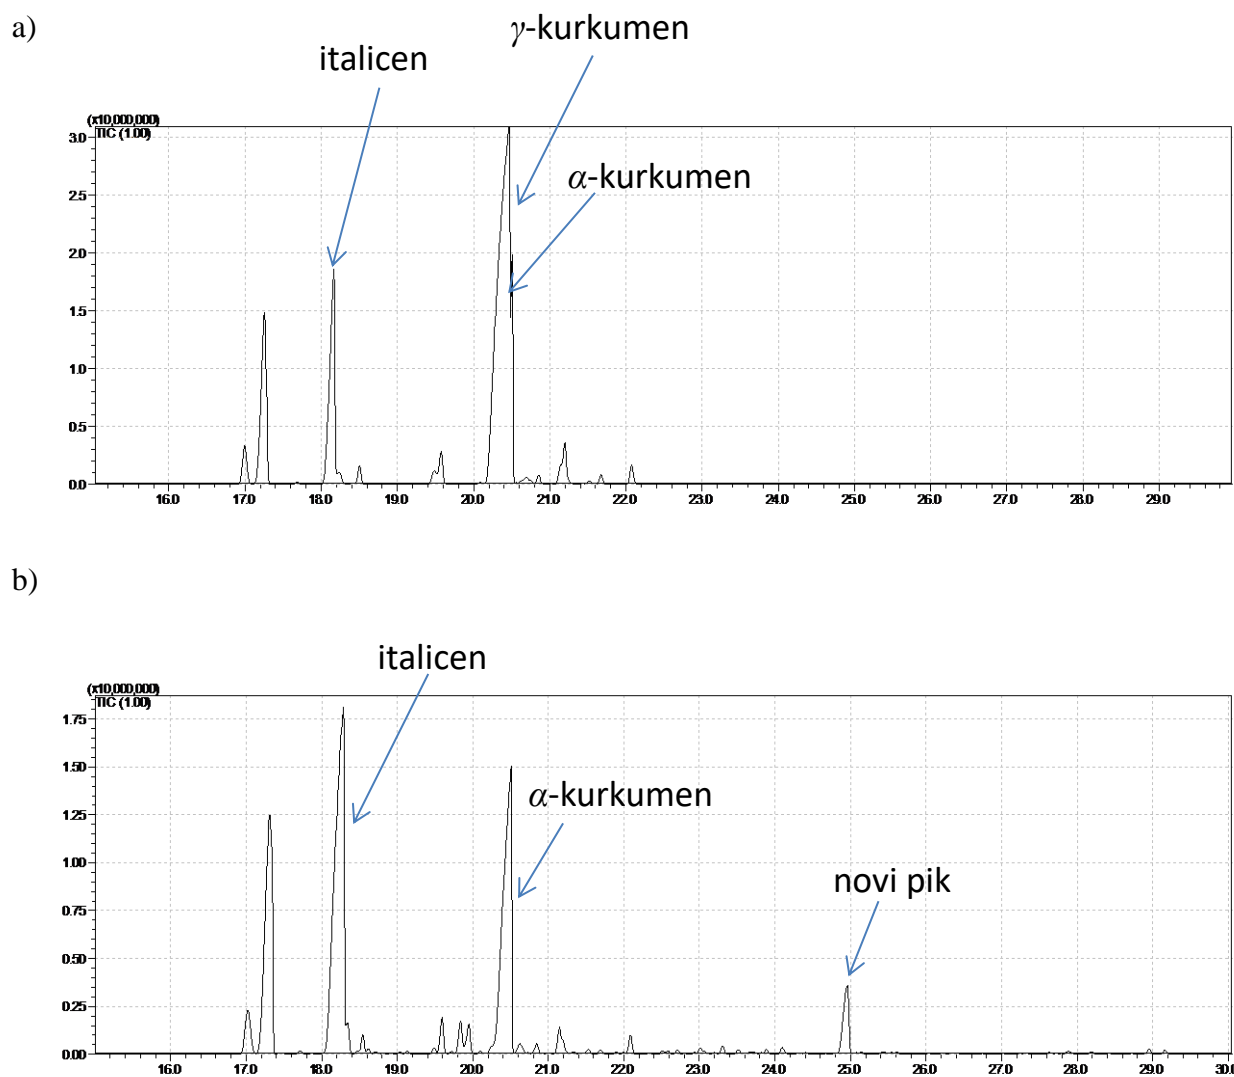 a)
γ-kurkumen
italicen
(x10,000,000)
TIC (1.00)
3.0
α-kurkumen
2.5
2.0
1.5
1.0
0.5
0.0
16.0 17.0 18.0 19.0 20.0 21.0 22.0 23.0 24.0 25.0 26.0 27.0 28.0 29.0
b)
italicen
(x10,000,000)
TIC (1.00)
1.75
1.50
α-kurkumen
1.25
1.00
novi pik
0.75
0.50
0.25
0.00
16.0 17.0 18.0 19.0 20.0 21.0 22.0 23.0 24.0 25.0 26.0 27.0 28.0 29.0 30.0